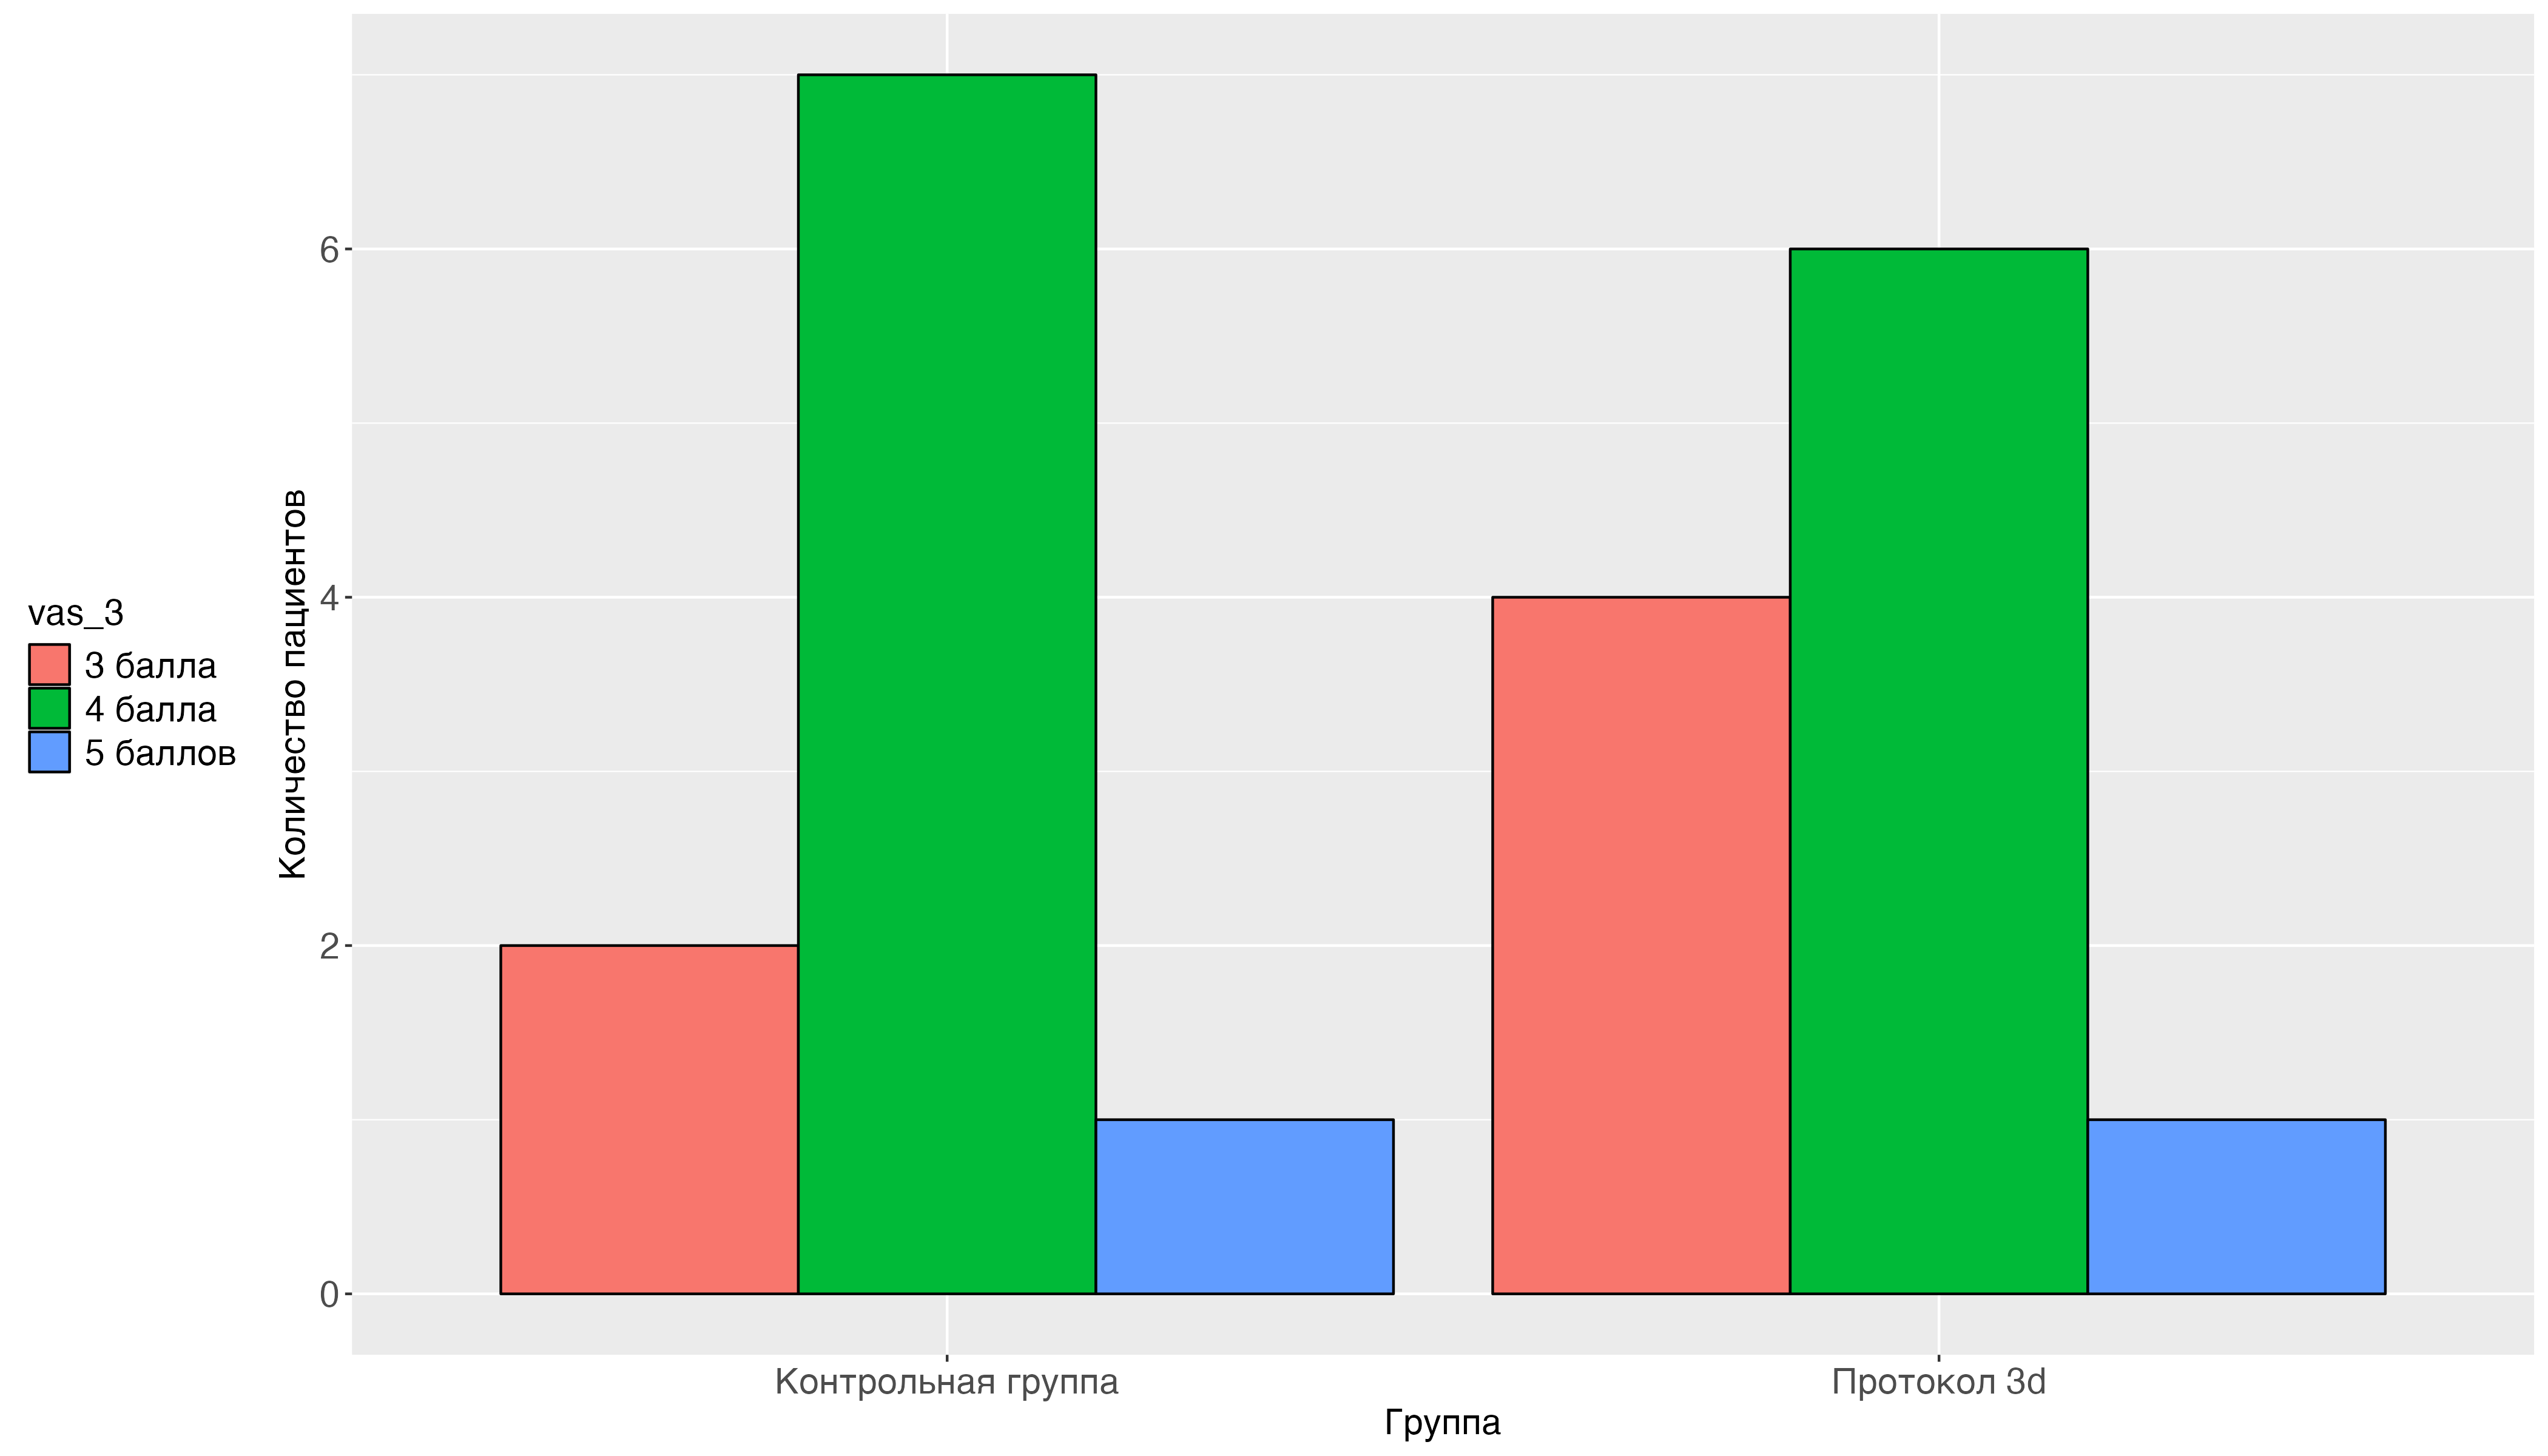 vas_3
3 балла
4 балла
5 баллов
Количество пациентов
6
4
2
0
Контрольная группа
Протокол 3d
Группа